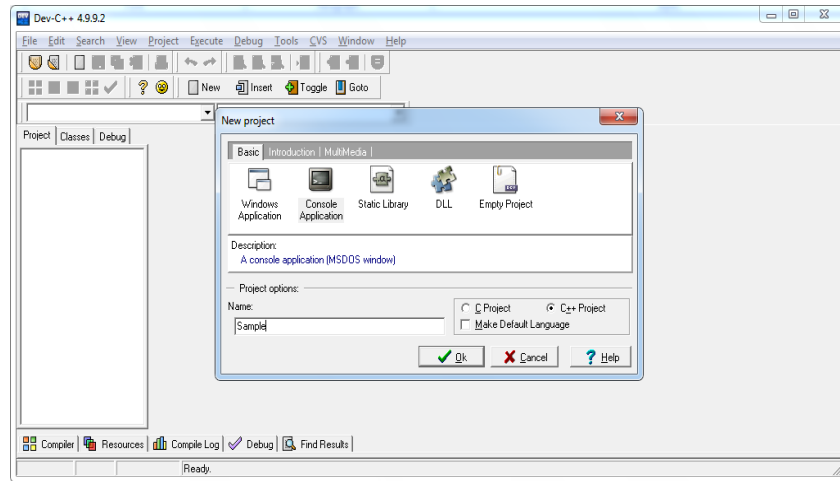 Dev-C++ 4.9.9.2
File Edit Search View Project Execute Debug Tools CVS Window Help
New Insert Toggle Goto
Project Classes Debug
New project
Basic Introduction MultiMedia
Windows Application Console Application Static Library DLL Empty Project
Description:
A console application (MSDOS window)
Project options:
Name:
C Project C++ Project
Sample
Make Default Language
Ok Cancel Help
Compiler Resources Compile Log Debug Find Results
Ready.